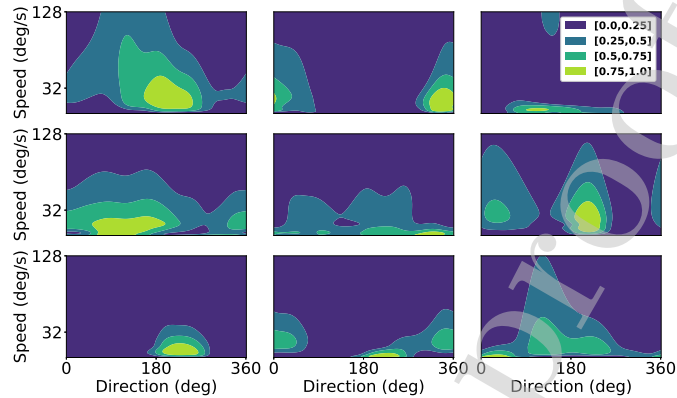 128
32
Speed (deg/s)
[0.0,0.25]
[0.25,0.5]
[0.5,0.75]
[0.75,1.0]
128
32
Speed (deg/s)
128
32
Speed (deg/s)
0 180 360 0 180 360 0 180 360
Direction (deg) Direction (deg) Direction (deg)